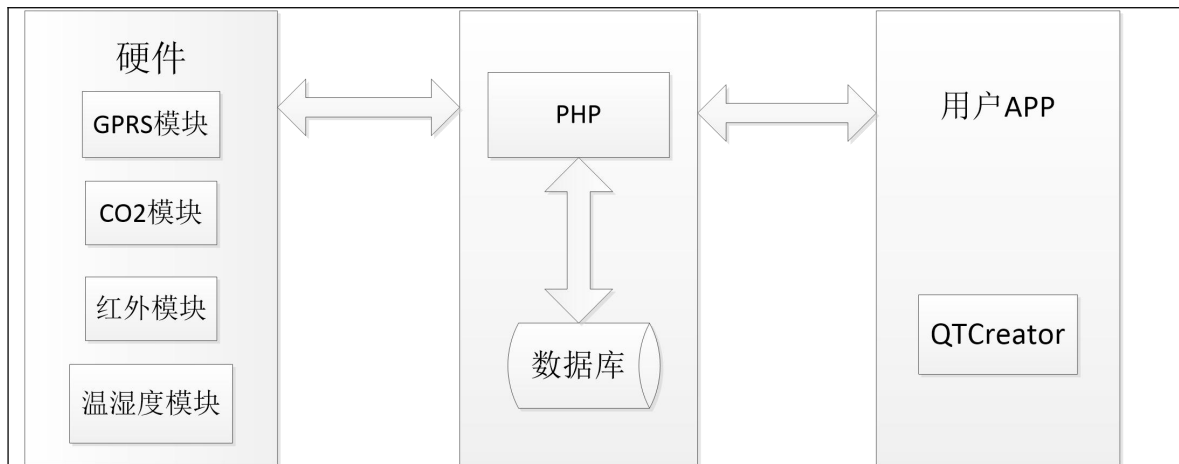 硬件
GPRS模块
CO2模块
红外模块
温湿度模块
PHP
数据库
用户APP
QTCreator